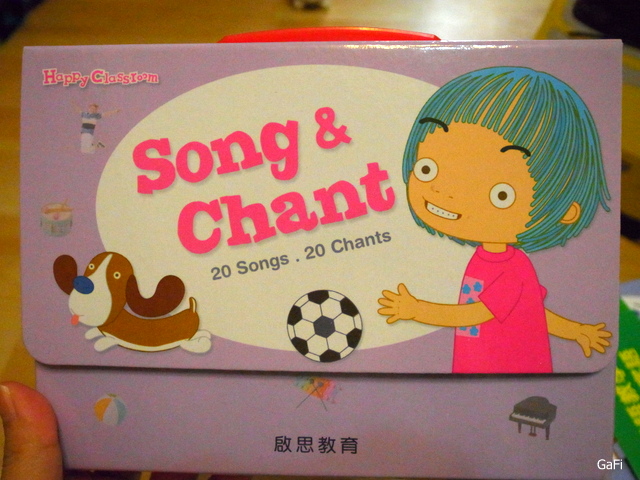 Happy Classroom
Song &
Chant
20 Songs . 20 Chants
啟思教育
GaFi